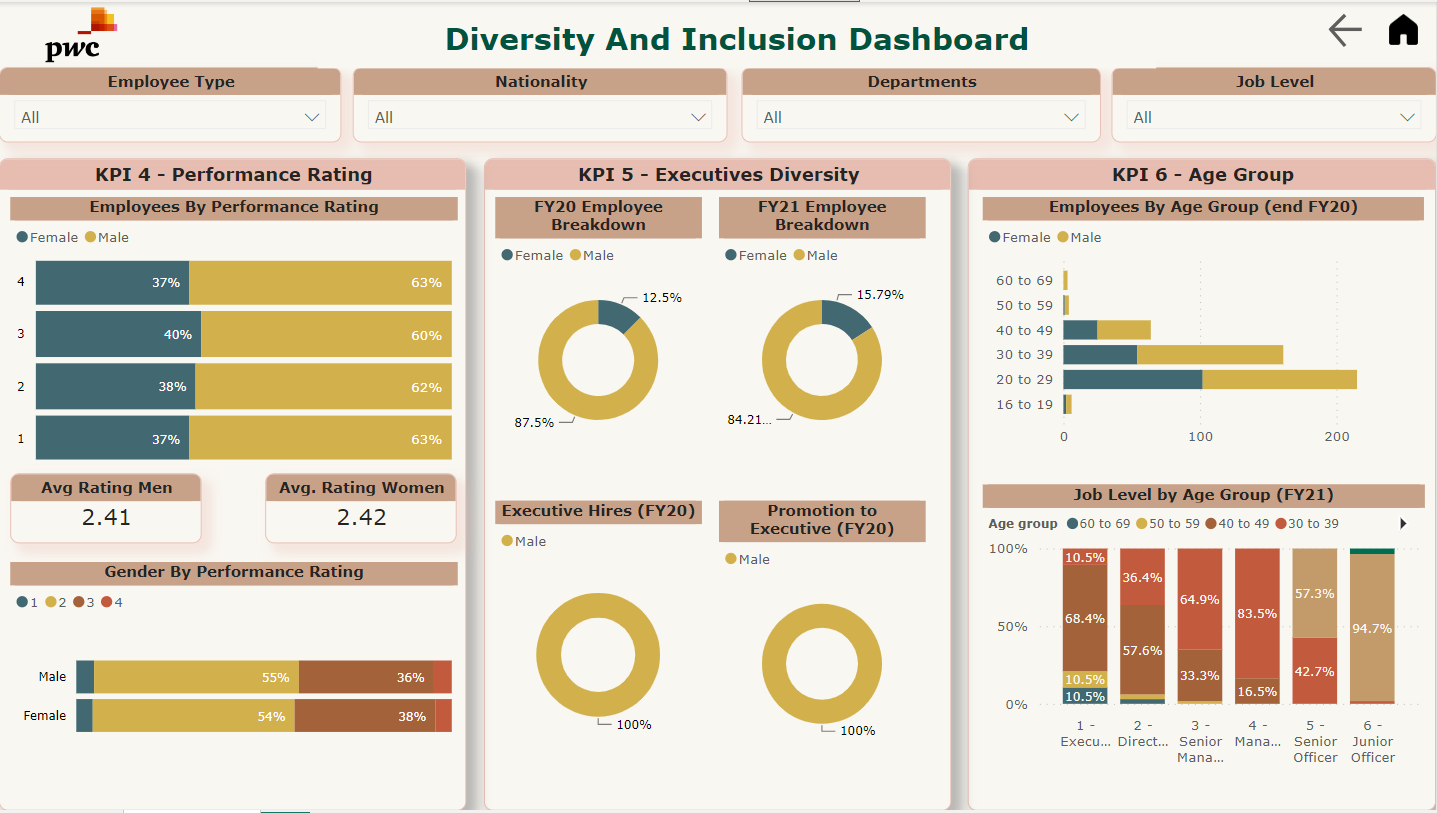 pwc
Diversity And Inclusion Dashboard
Employee Type
All
Nationality
All
Departments
All
Job Level
All
KPI 4 - Performance Rating
Employees By Performance Rating
Female Male
4 37% 63%
3 40% 60%
2 38% 62%
1 37% 63%
Avg Rating Men
2.41
Avg. Rating Women
2.42
Gender By Performance Rating
1 2 3 4
Male 55% 36%
Female 54% 38%
KPI 5 - Executives Diversity
FY20 Employee
Breakdown
Female Male
12.5%
87.5%
FY21 Employee
Breakdown
Female Male
15.79%
84.21...
Executive Hires (FY20)
Male
100%
Promotion to
Executive (FY20)
Male
100%
KPI 6 - Age Group
Employees By Age Group (end FY20)
Female Male
60 to 69
50 to 59
40 to 49
30 to 39
20 to 29
16 to 19
0 100 200
Job Level by Age Group (FY21)
Age group 60 to 69 50 to 59 40 to 49 30 to 39
100%
50%
0%
10.5%
68.4%
10.5%
10.5%
36.4%
57.6%
64.9%
33.3%
83.5%
16.5%
57.3%
42.7%
94.7%
1 -
Execu...
2 -
Direct...
3 -
Senior
Mana...
4 -
Mana...
5 -
Senior
Officer
6 -
Junior
Officer